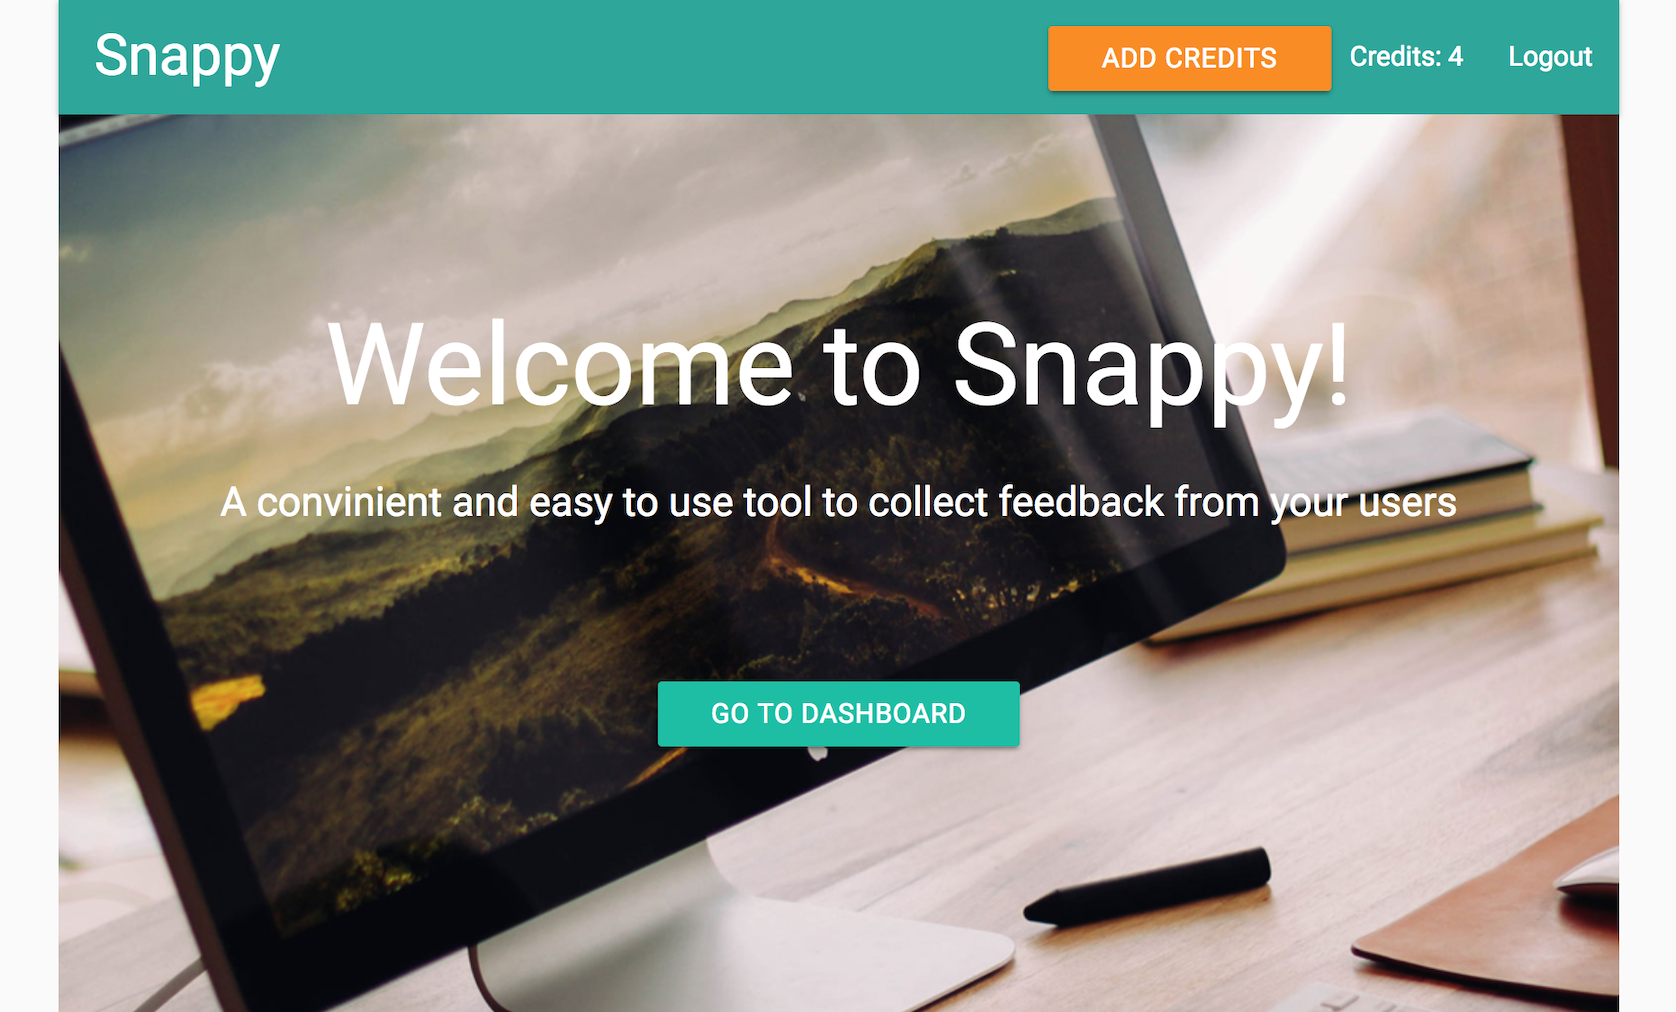 Snappy
ADD CREDITS
Credits: 4
Logout
Welcome to Snappy!
A convinient and easy to use tool to collect feedback from your users
GO TO DASHBOARD